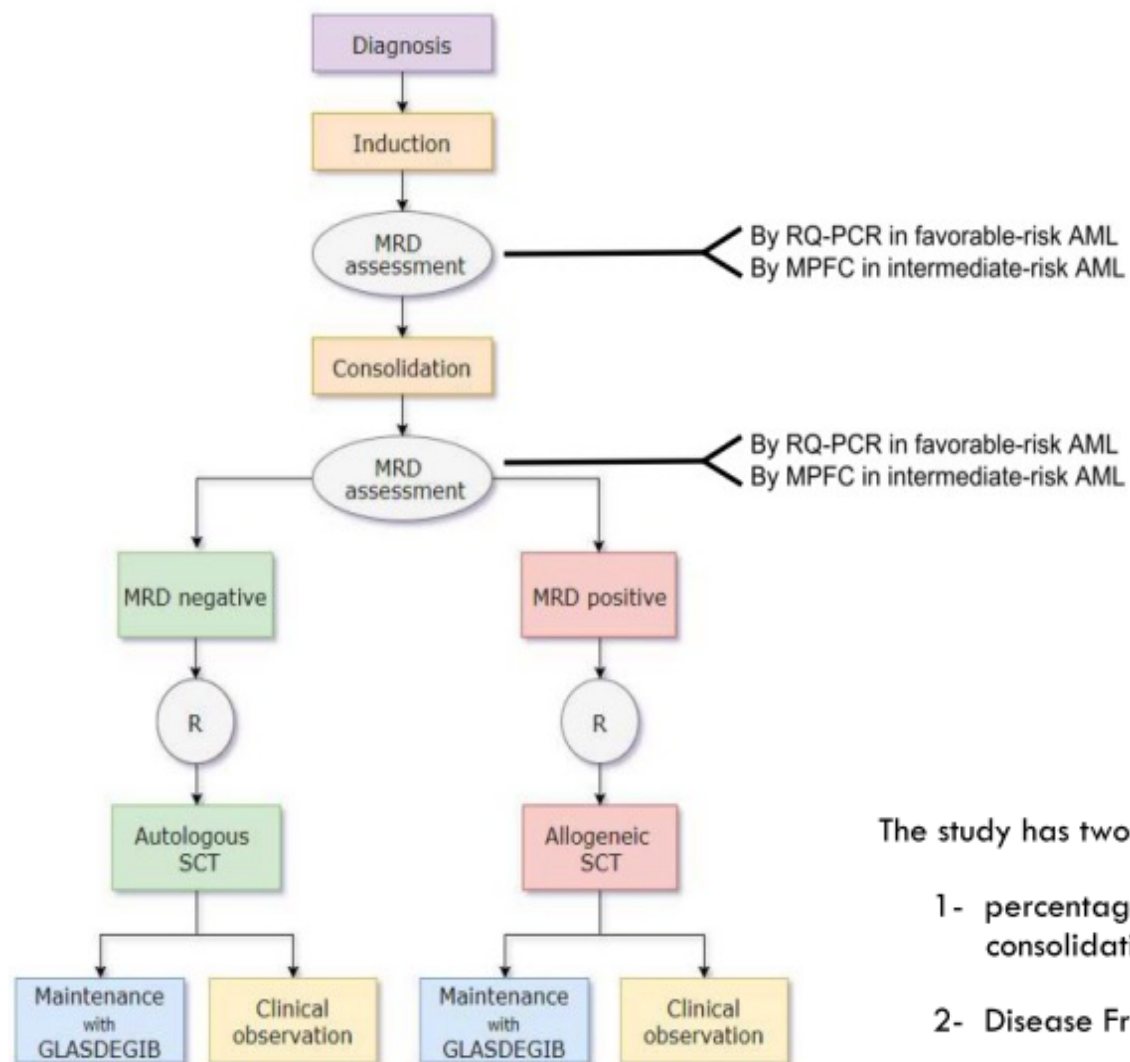 Diagnosis
Induction
MRD
assessment
By RQ-PCR in favorable-risk AML
By MPFC in intermediate-risk AML
Consolidation
MRD
assessment
By RQ-PCR in favorable-risk AML
By MPFC in intermediate-risk AML
MRD negative
MRD positive
R
R
Autologous
SCT
Allogeneic
SCT
Maintenance
with
GLASDEGIB
Clinical
observation
Maintenance
with
GLASDEGIB
Clinical
observation
The study has two
1- percentag
consolidati
2- Disease Fr